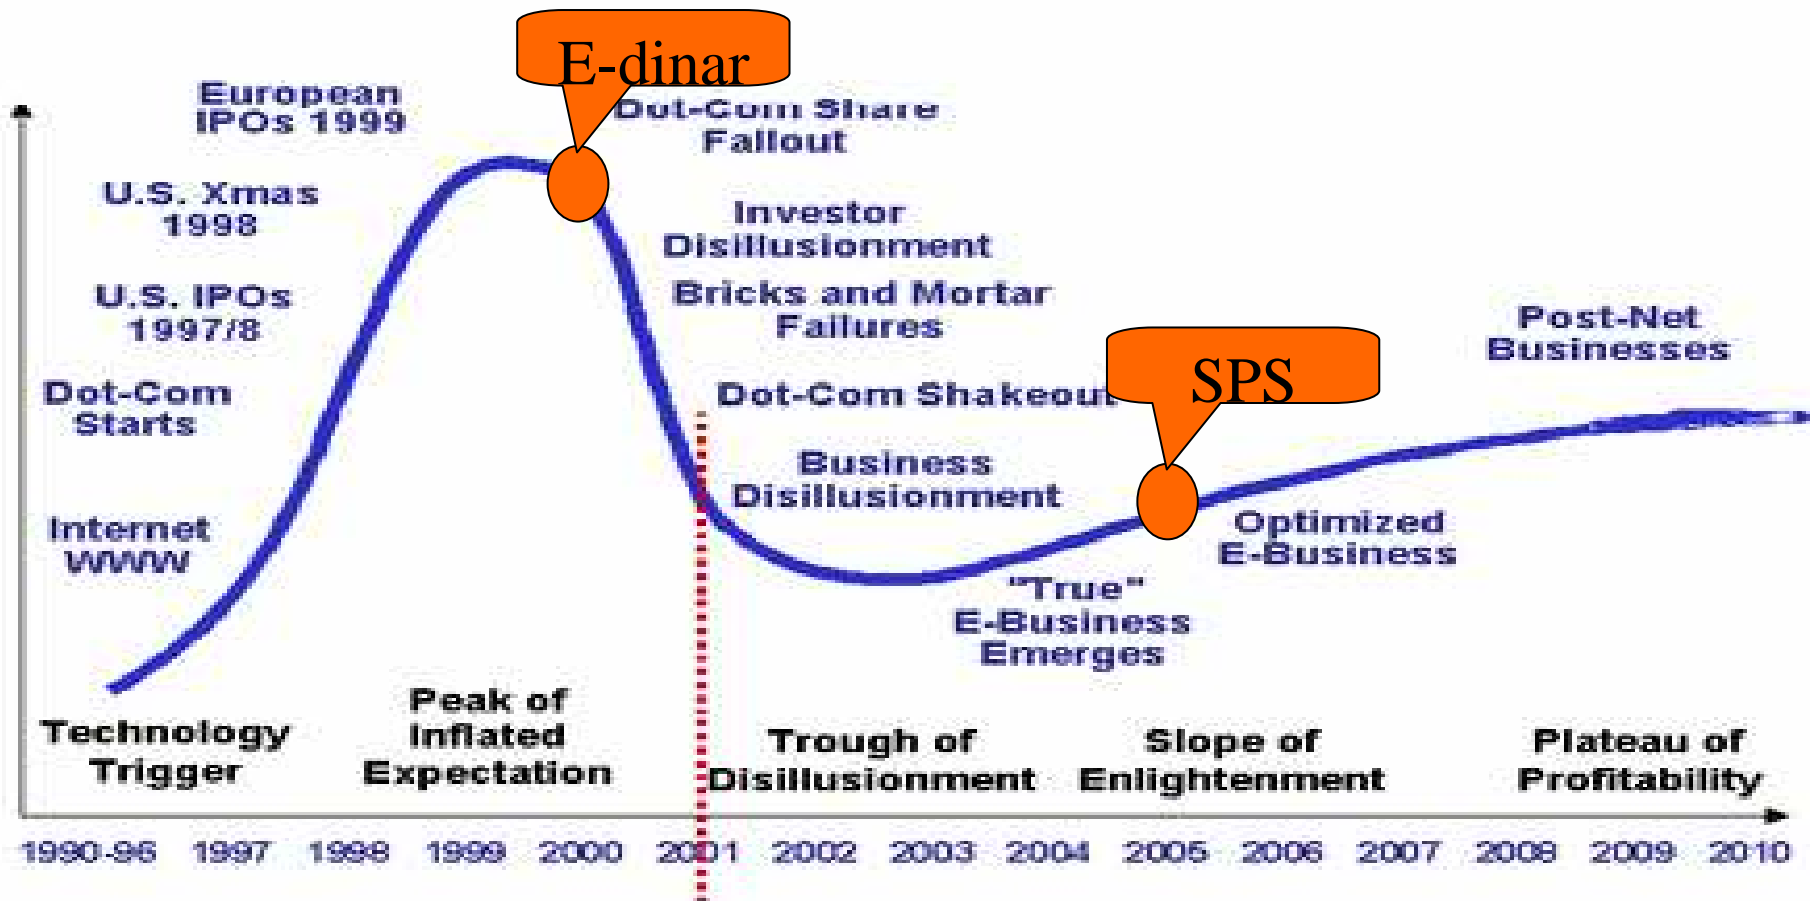 E-dinar
European
IPOs 1999
Dot-Com Share
Fallout
U.S. Xmas
1998
Investor
Disillusionment
U.S. IPOs
1997/8
Bricks and Mortar
Failures
Post-Net
Businesses
SPS
Dot-Com
Starts
Dot-Com Shakeout
Business
Disillusionment
Internet
WWW
Optimized
E-Business
"True"
E-Business
Emerges
Technology
Trigger
Peak of
Inflated
Expectation
Trough of
Disillusionment
Slope of
Enlightenment
Plateau of
Profitability
1990-96 1997 1998 1999 2000 2001 2002 2003 2004 2005 2006 2007 2008 2009 2010